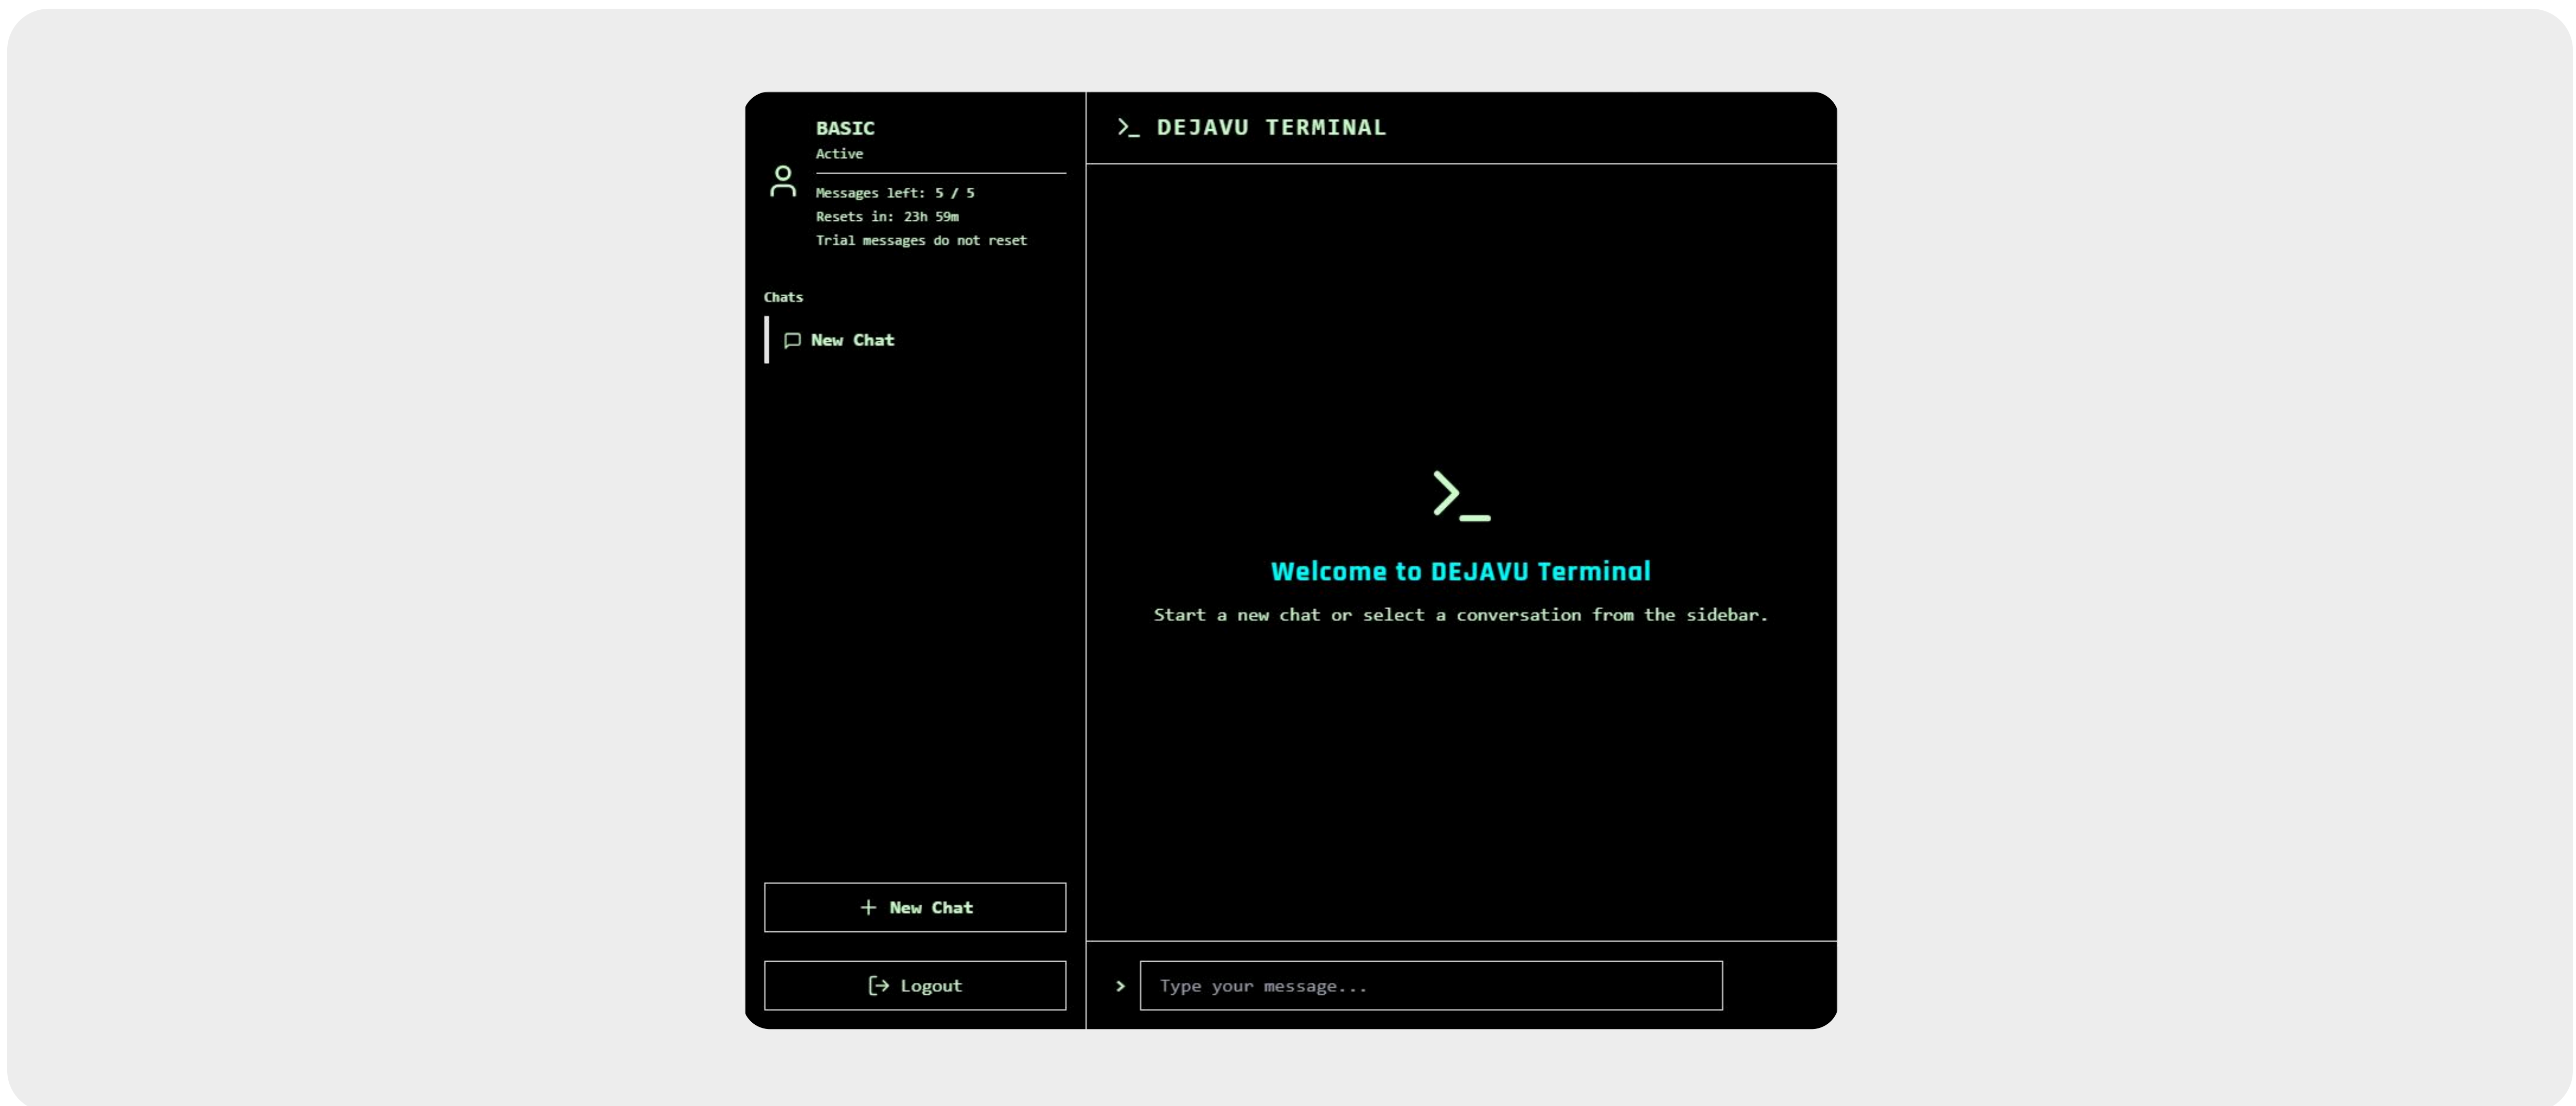 BASIC
Active
Messages left: 5 / 5
Resets in: 23h 59m
Trial messages do not reset
Chats
New Chat
+ New Chat
Logout
>_ DEJAVU TERMINAL
>_
Welcome to DEJAVU Terminal
Start a new chat or select a conversation from the sidebar.
> Type your message...